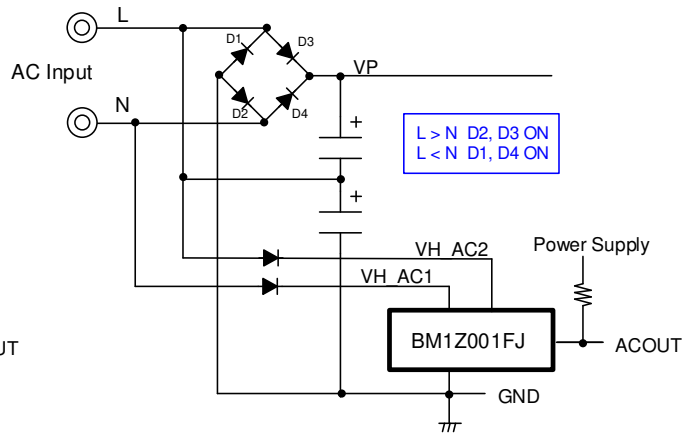 L
D1
D3
AC Input
VP
N
D2
D4
+
L > N D2, D3 ON
L < N D1, D4 ON
+
VH_AC2
Power Supply
VH_AC1
BM1Z001FJ
ACOUT
UT
GND